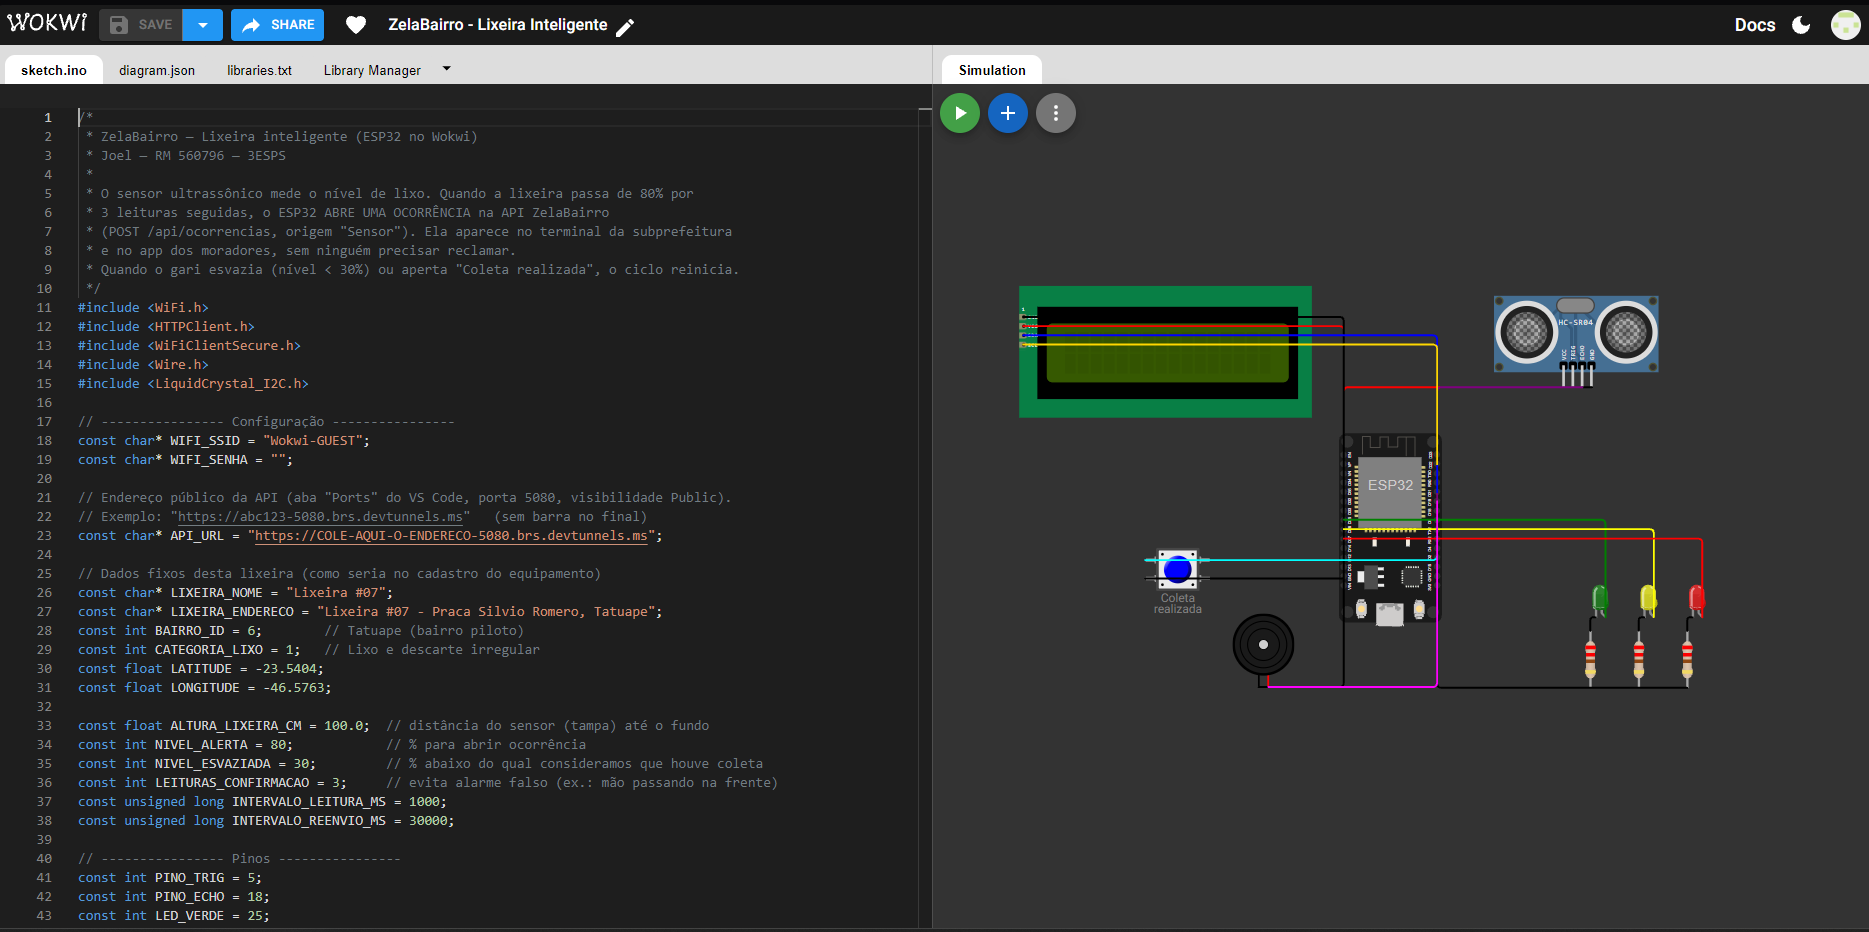 WOKWI SAVE SHARE ZelaBairro - Lixeira Inteligente Docs
sketch.ino diagram.json libraries.txt Library Manager
Simulation
1 /*
2 * ZelaBairro — Lixeira inteligente (ESP32 no Wokwi)
3 * Joel — RM 560796 — 3ESPS
4 *
5 * O sensor ultrassônico mede o nível de lixo. Quando a lixeira passa de 80% por
6 * 3 leituras seguidas, o ESP32 ABRE UMA OCORRÊNCIA na API ZelaBairro
7 * (POST /api/ocorrencias, origem "Sensor"). Ela aparece no terminal da subprefeitura
8 * e no app dos moradores, sem ninguém precisar reclamar.
9 * Quando o gari esvazia (nível < 30%) ou aperta "Coleta realizada", o ciclo reinicia.
10 */
11 #include <WiFi.h>
12 #include <HTTPClient.h>
13 #include <WiFiClientSecure.h>
14 #include <Wire.h>
15 #include <LiquidCrystal_I2C.h>
16
17 // ---------------- Configuração ----------------
18 const char* WIFI_SSID = "Wokwi-GUEST";
19 const char* WIFI_SENHA = "";
20
21 // Endereço público da API (aba "Ports" do VS Code, porta 5080, visibilidade Public).
22 // Exemplo: "https://abc123-5080.brs.devtunnels.ms" (sem barra no final)
23 const char* API_URL = "https://COLE-AQUI-O-ENDERECO-5080.brs.devtunnels.ms";
24
25 // Dados fixos desta lixeira (como seria no cadastro do equipamento)
26 const char* LIXEIRA_NOME = "Lixeira #07";
27 const char* LIXEIRA_ENDERECO = "Lixeira #07 - Praca Silvio Romero, Tatuape";
28 const int BAIRRO_ID = 6; // Tatuape (bairro piloto)
29 const int CATEGORIA_LIXO = 1; // Lixo e descarte irregular
30 const float LATITUDE = -23.5404;
31 const float LONGITUDE = -46.5763;
32
33 const float ALTURA_LIXEIRA_CM = 100.0; // distância do sensor (tampa) até o fundo
34 const int NIVEL_ALERTA = 80; // % para abrir ocorrência
35 const int NIVEL_ESVAZIADA = 30; // % abaixo do qual consideramos que houve coleta
36 const int LEITURAS_CONFIRMACAO = 3; // evita alarme falso (ex.: mão passando na frente)
37 const unsigned long INTERVALO_LEITURA_MS = 1000;
38 const unsigned long INTERVALO_REENVIO_MS = 30000;
39
40 // ---------------- Pinos ----------------
41 const int PINO_TRIG = 5;
42 const int PINO_ECHO = 18;
43 const int LED_VERDE = 25;
HC-SR04
VCC
TRIG
ECHO
GND
ESP32
Coleta
realizada